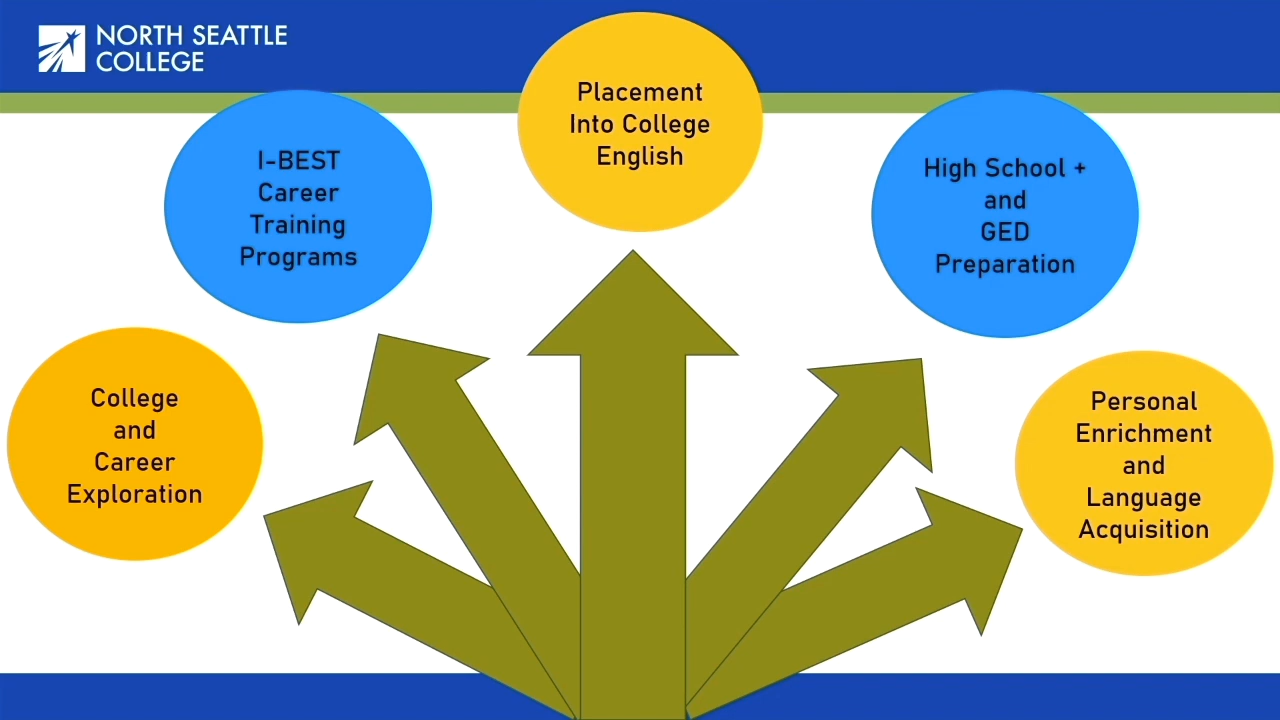 NORTH SEATTLE
COLLEGE
Placement
Into College
English
I-BEST
Career
Training
Programs
High School +
and
GED
Preparation
College
and
Career
Exploration
Personal
Enrichment
and
Language
Acquisition